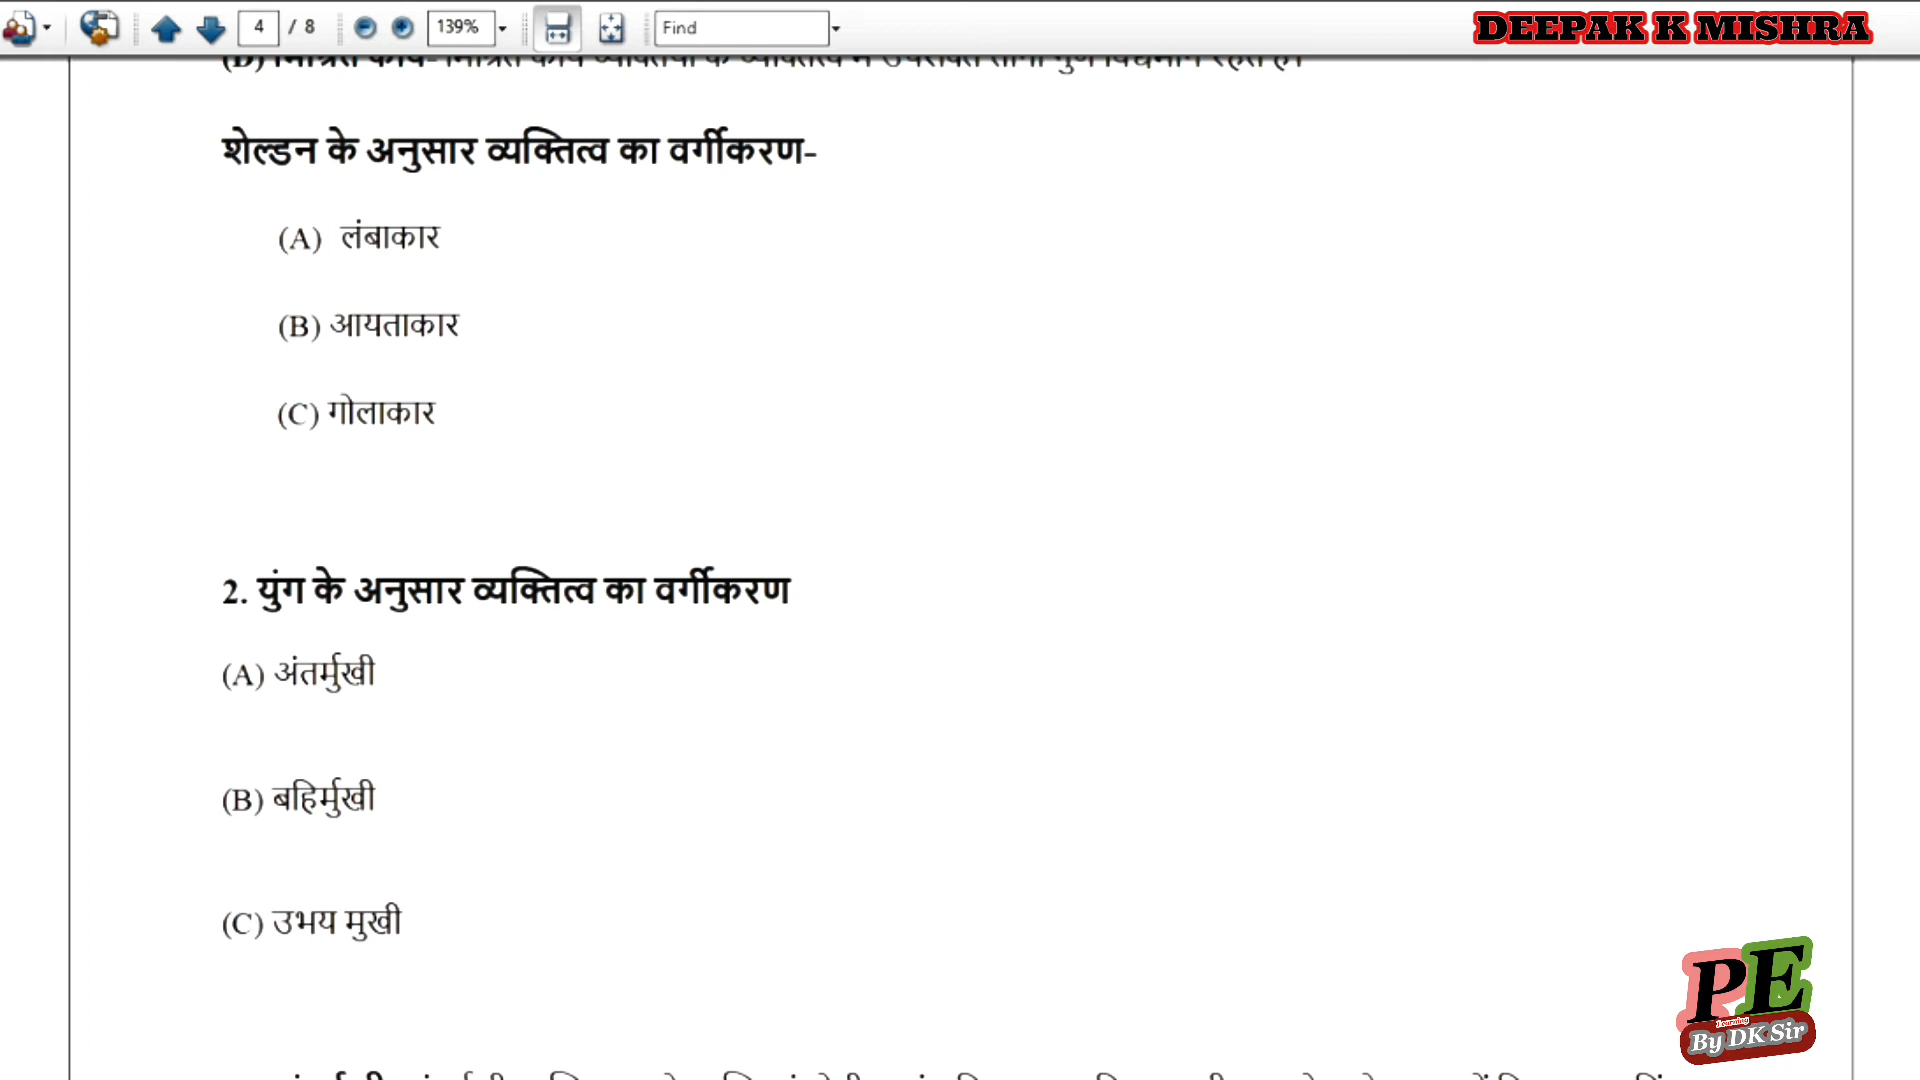 4 / 8 139% Find
DEEPAK K MISHRA
शेल्डन के अनुसार व्यक्तित्व का वर्गीकरण-
(A) लंबाकार
(B) आयताकार
(C) गोलाकार
2. युंग के अनुसार व्यक्तित्व का वर्गीकरण
(A) अंतर्मुखी
(B) बहिर्मुखी
(C) उभय मुखी
PE
Learning
By DK Sir